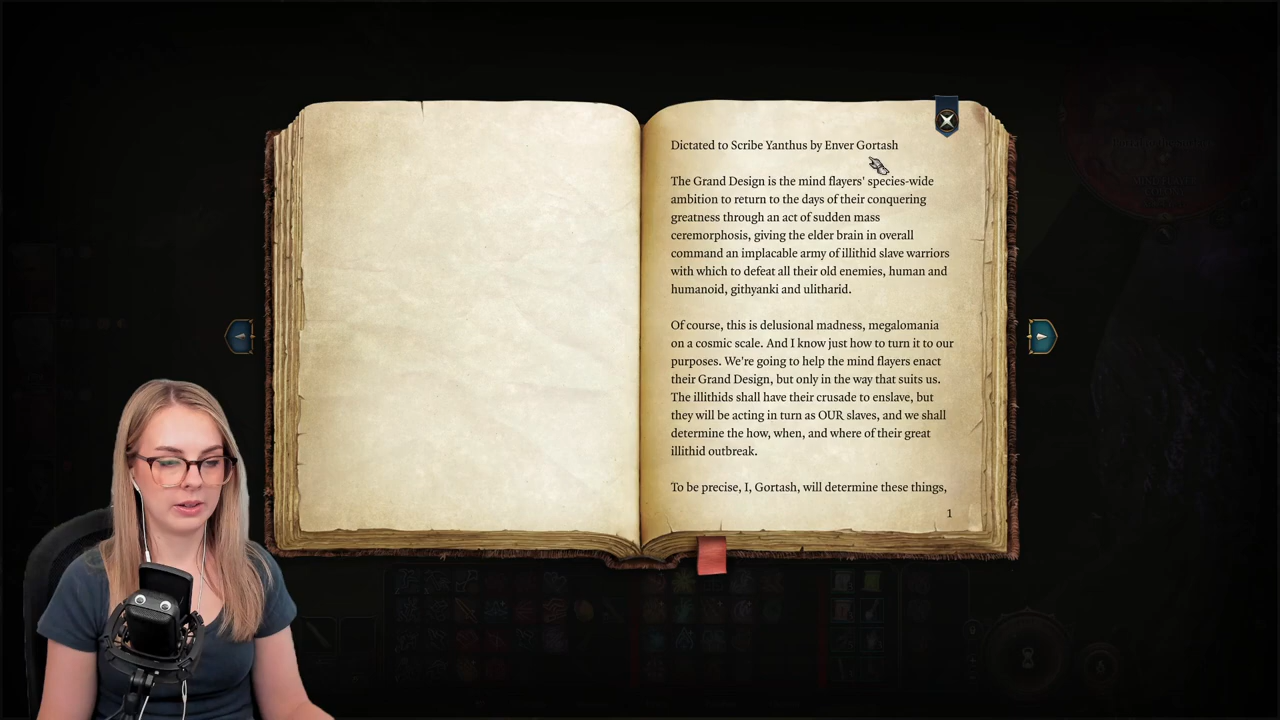 Dictated to Scribe Yanthus by Enver Gortash
The Grand Design is the mind flayers' species-wide
ambition to return to the days of their conquering
greatness through an act of sudden mass
ceremorphosis, giving the elder brain in overall
command an implacable army of illithid slave warriors
with which to defeat all their old enemies, human and
humanoid, githyanki and ulitharid.
Of course, this is delusional madness, megalomania
on a cosmic scale. And I know just how to turn it to our
purposes. We're going to help the mind flayers enact
their Grand Design, but only in the way that suits us.
The illithids shall have their crusade to enslave, but
they will be acting in turn as OUR slaves, and we shall
determine the how, when, and where of their great
illithid outbreak.
To be precise, I, Gortash, will determine these things,
1